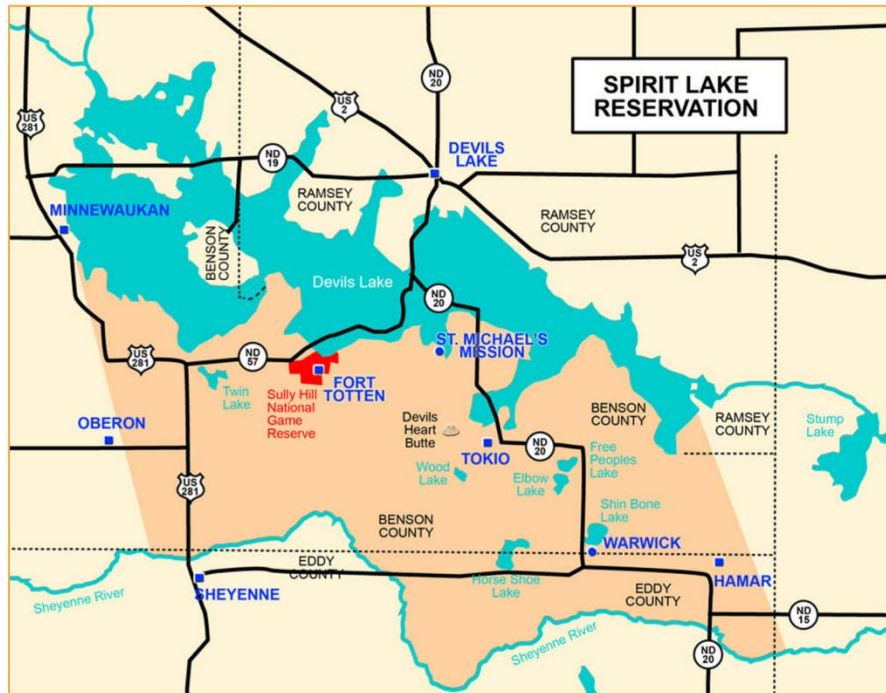 SPIRIT LAKE
RESERVATION
ND
20
US
2
US
281
ND
19
DEVILS
LAKE
RAMSEY
COUNTY
MINNEWAUKAN
BENSON
COUNTY
RAMSEY
COUNTY
US
2
Devils Lake
ND
20
ST. MICHAEL'S
MISSION
US
281
ND
57
FORT
TOTTEN
Twin
Lake
Sully Hill
National
Game
Reserve
OBERON
Devils
Heart
Butte
BENSON
COUNTY
RAMSEY
COUNTY
Stump
Lake
TOKIO
ND
20
Free
Peoples
Lake
Wood
Lake
Elbow
Lake
US
281
Shin Bone
Lake
BENSON
COUNTY
WARWICK
EDDY
COUNTY
HAMAR
SHEYENNE
Horse Shoe
Lake
EDDY
COUNTY
Sheyenne River
ND
15
Sheyenne River
ND
20